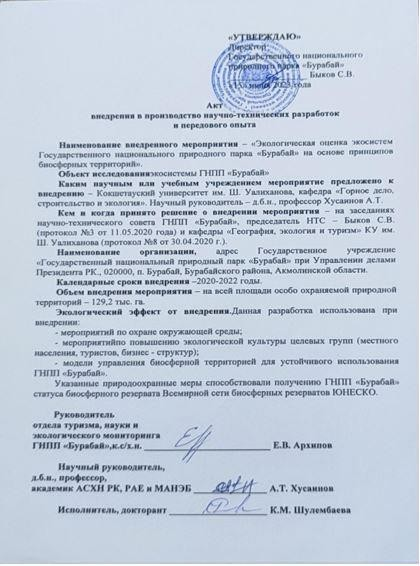 «УТВЕРЖДАЮ»
Директор
Государственного национального
природного парка «Бурабай»
Быков С.В.
2023 года
Акт
внедрения в производство научно-технических разработок
и передового опыта
Наименование внедренного мероприятия – «Экологическая оценка экосистем
Государственного национального природного парка «Бурабай» на основе принципов
биосферных территорий».
Объект исследованияэкосистемы ГНПП «Бурабай»
Каким научным или учебным учреждением мероприятие предложено к
внедрению – Кокшетауский университет им. Ш. Уалиханова, кафедра «Горное дело,
строительство и экология». Научный руководитель – д.б.н., профессор Хусаинов А.Т.
Кем и когда принято решение о внедрении мероприятия – на заседаниях
научно-технического совета ГНПП «Бурабай», председатель НТС – Быков С.В.
(протокол №3 от 11.05.2020 года) и кафедры «География, экология и туризм» КУ им.
Ш. Уалиханова (протокол №8 от 30.04.2020 г.).
Наименование организации, адрес Государственное учреждение
«Государственный национальный природный парк «Бурабай» при Управлении делами
Президента РК., 020000, п. Бурабай, Бурабайского района, Акмолинской области.
Календарные сроки внедрения –2020-2022 годы.
Объем внедрения мероприятия – на всей площади особо охраняемой природной
территорий – 129,2 тыс. га.
Экологический эффект от внедрения.Данная разработка использована при
внедрении:
- мероприятий по охране окружающей среды;
- мероприятийпо повышению экологической культуры целевых групп (местного
населения, туристов, бизнес - структур);
- модели управления биосферной территорией для устойчивого использования
ГНПП «Бурабай».
Указанные природоохранные меры способствовали получению ГНПП «Бурабай»
статуса биосферного резервата Всемирной сети биосферных резерватов ЮНЕСКО.
Руководитель
отдела туризма, науки и
экологического мониторинга
ГНПП «Бурабай»,к.с/х.н. Е.В. Архипов
Научный руководитель,
д.б.н., профессор,
академик АСХН РК, РАЕ и МАНЭБ А.Т. Хусаинов
Исполнитель, докторант К.М. Шулембаева